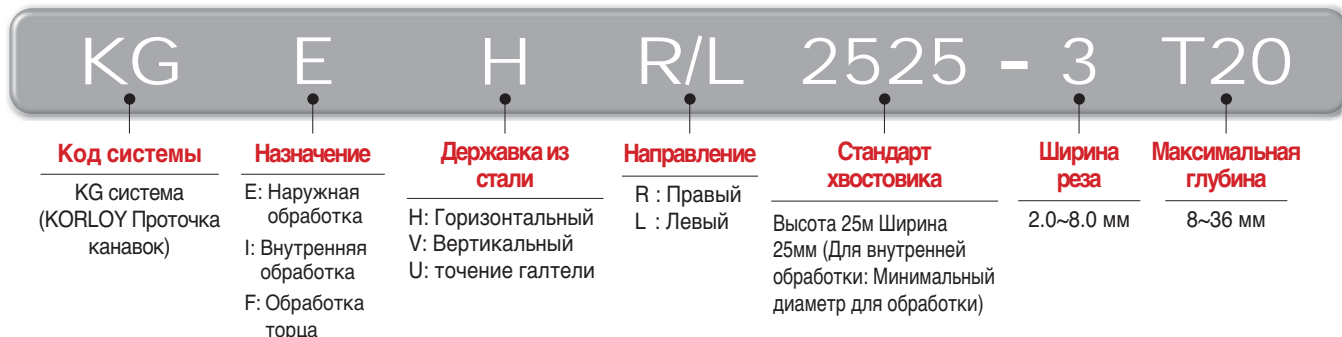 KG E H R/L 2525 - 3 T20
Код системы
KG система
(KORLOY Проточка
канавок)
Назначение
E: Наружная
обработка
I: Внутренняя
обработка
F: Обработка
торца
Державка из
стали
H: Горизонтальный
V: Вертикальный
U: точение галтели
Направление
R : Правый
L : Левый
Стандарт
хвостовика
Высота 25м Ширина
25мм (Для внутренней
обработки: Минимальный
диаметр для обработки)
Ширина
реза
2.0~8.0 мм
Максимальная
глубина
8~36 мм